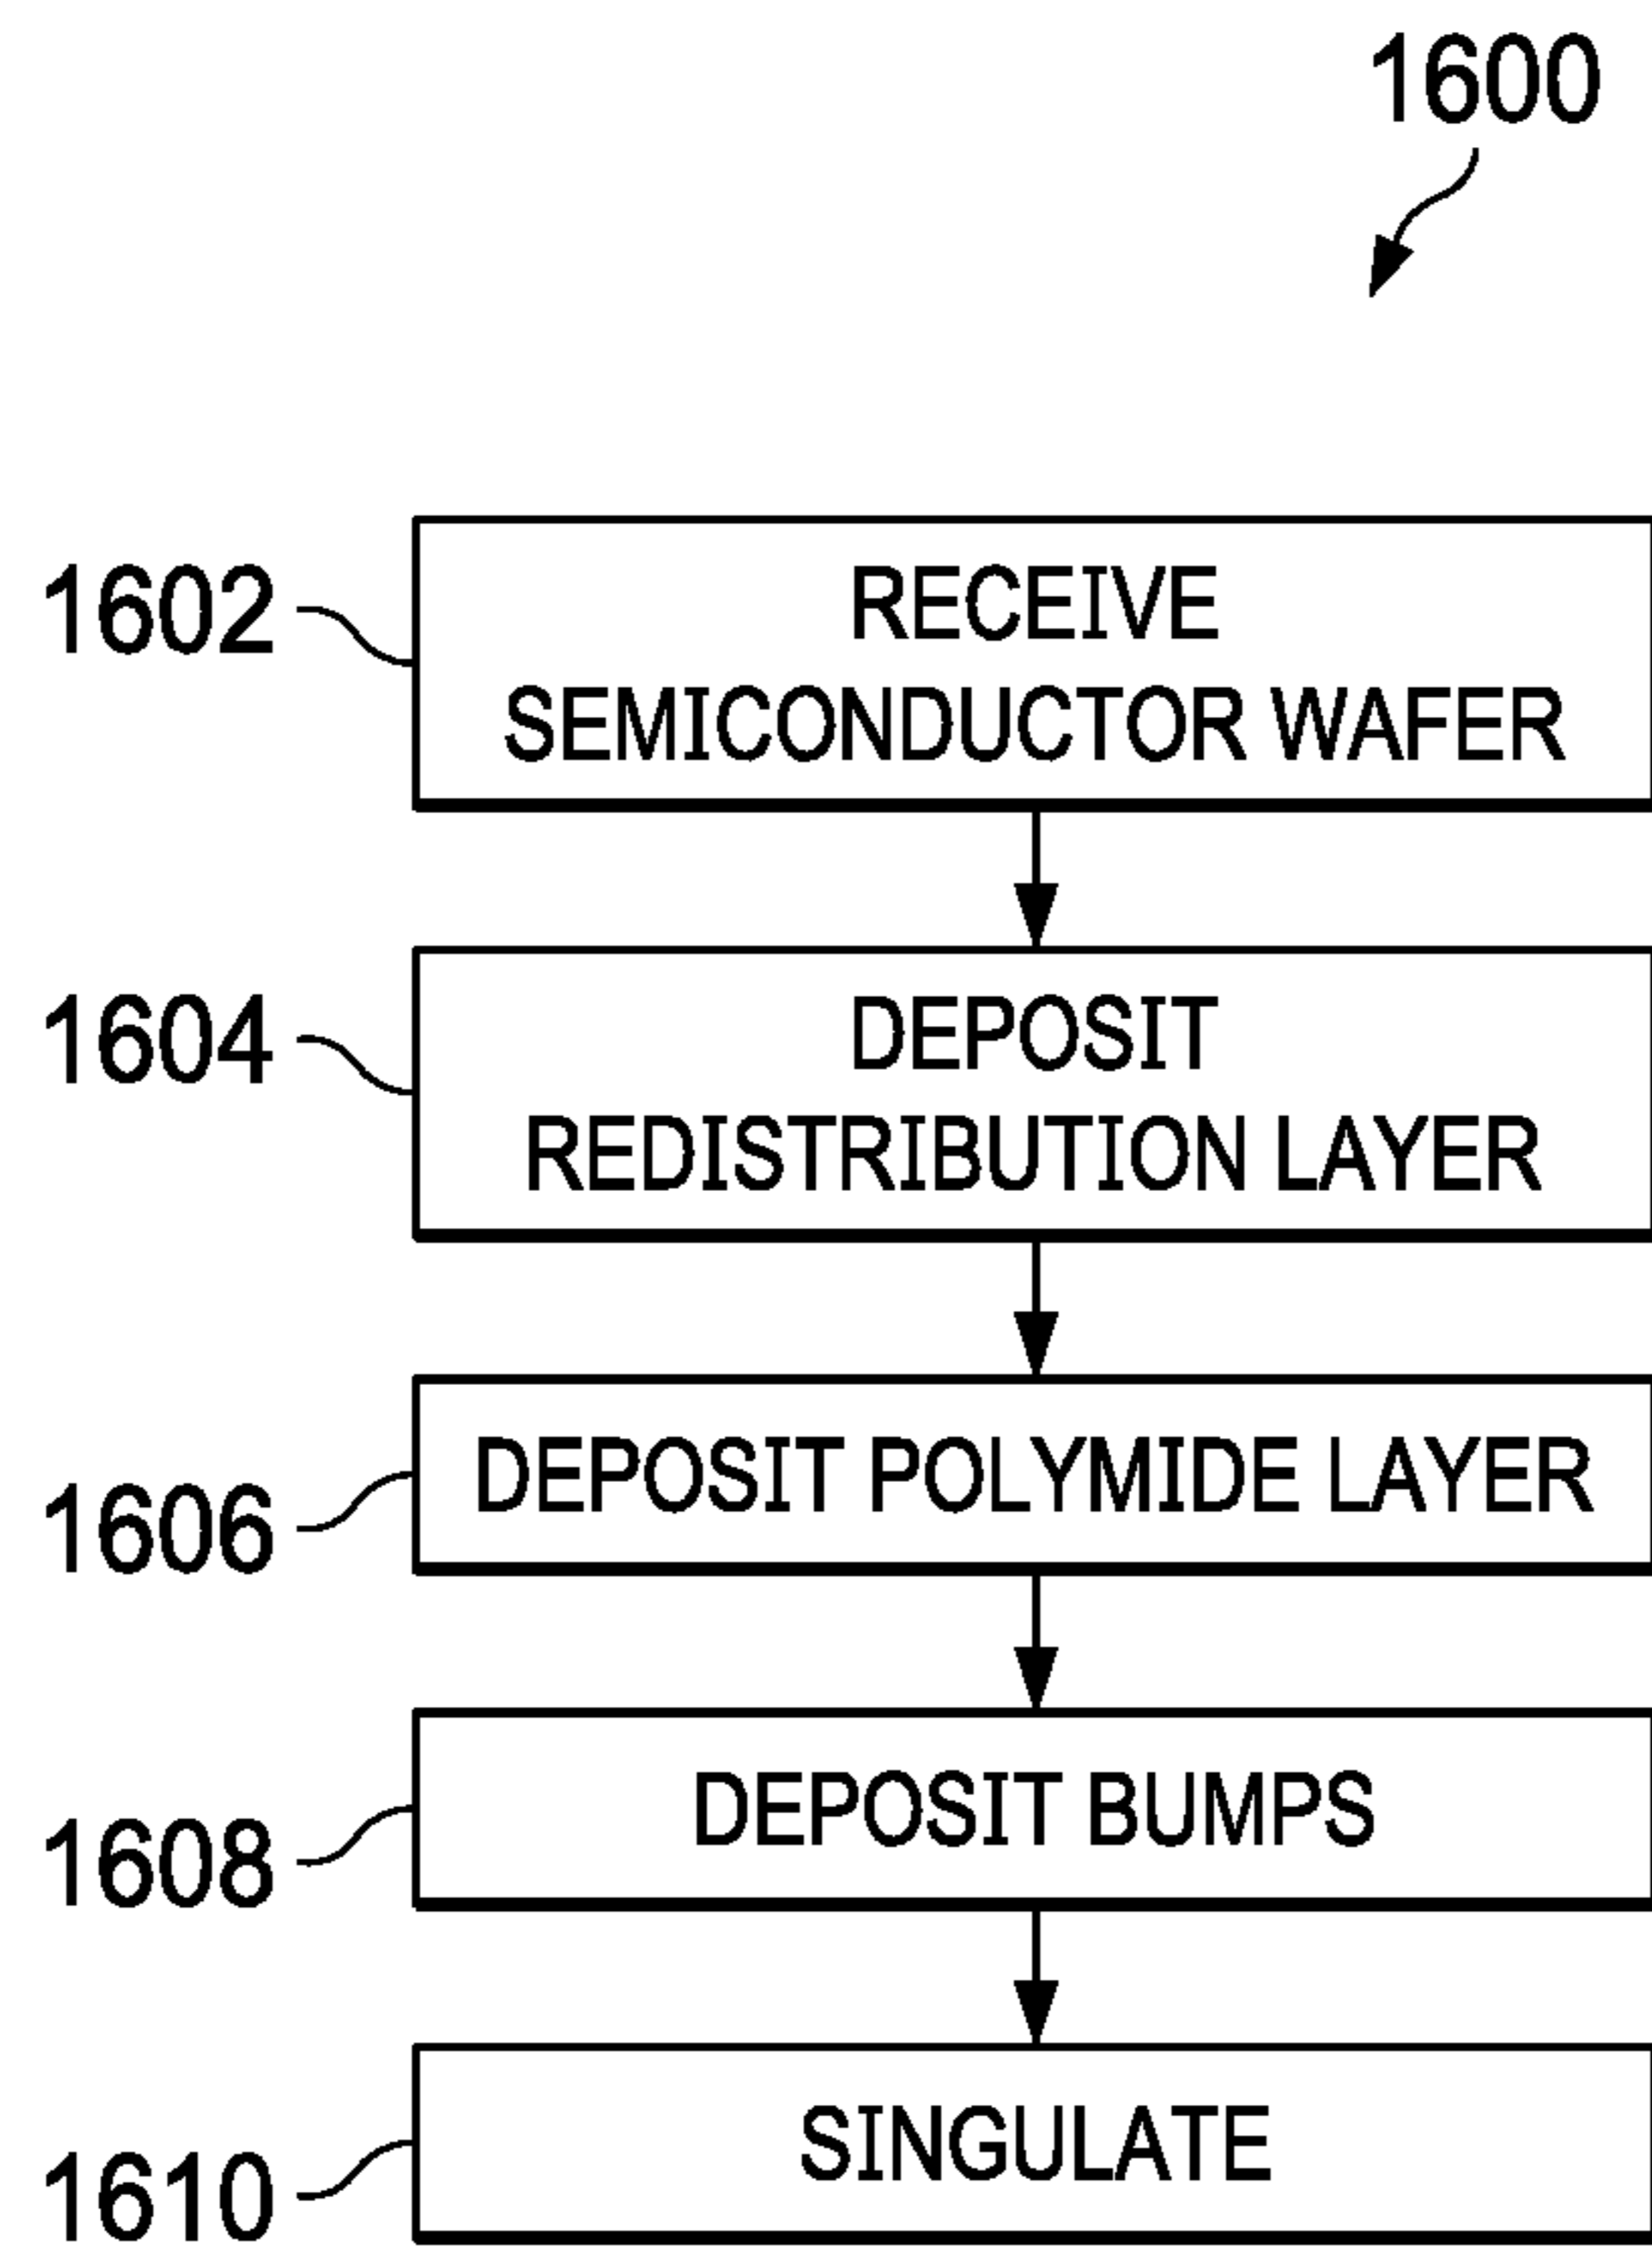 1600
1602
RECEIVE
SEMICONDUCTOR WAFER
1604
DEPOSIT
REDISTRIBUTION LAYER
1606
DEPOSIT POLYMIDE LAYER
1608
DEPOSIT BUMPS
1610
SINGULATE